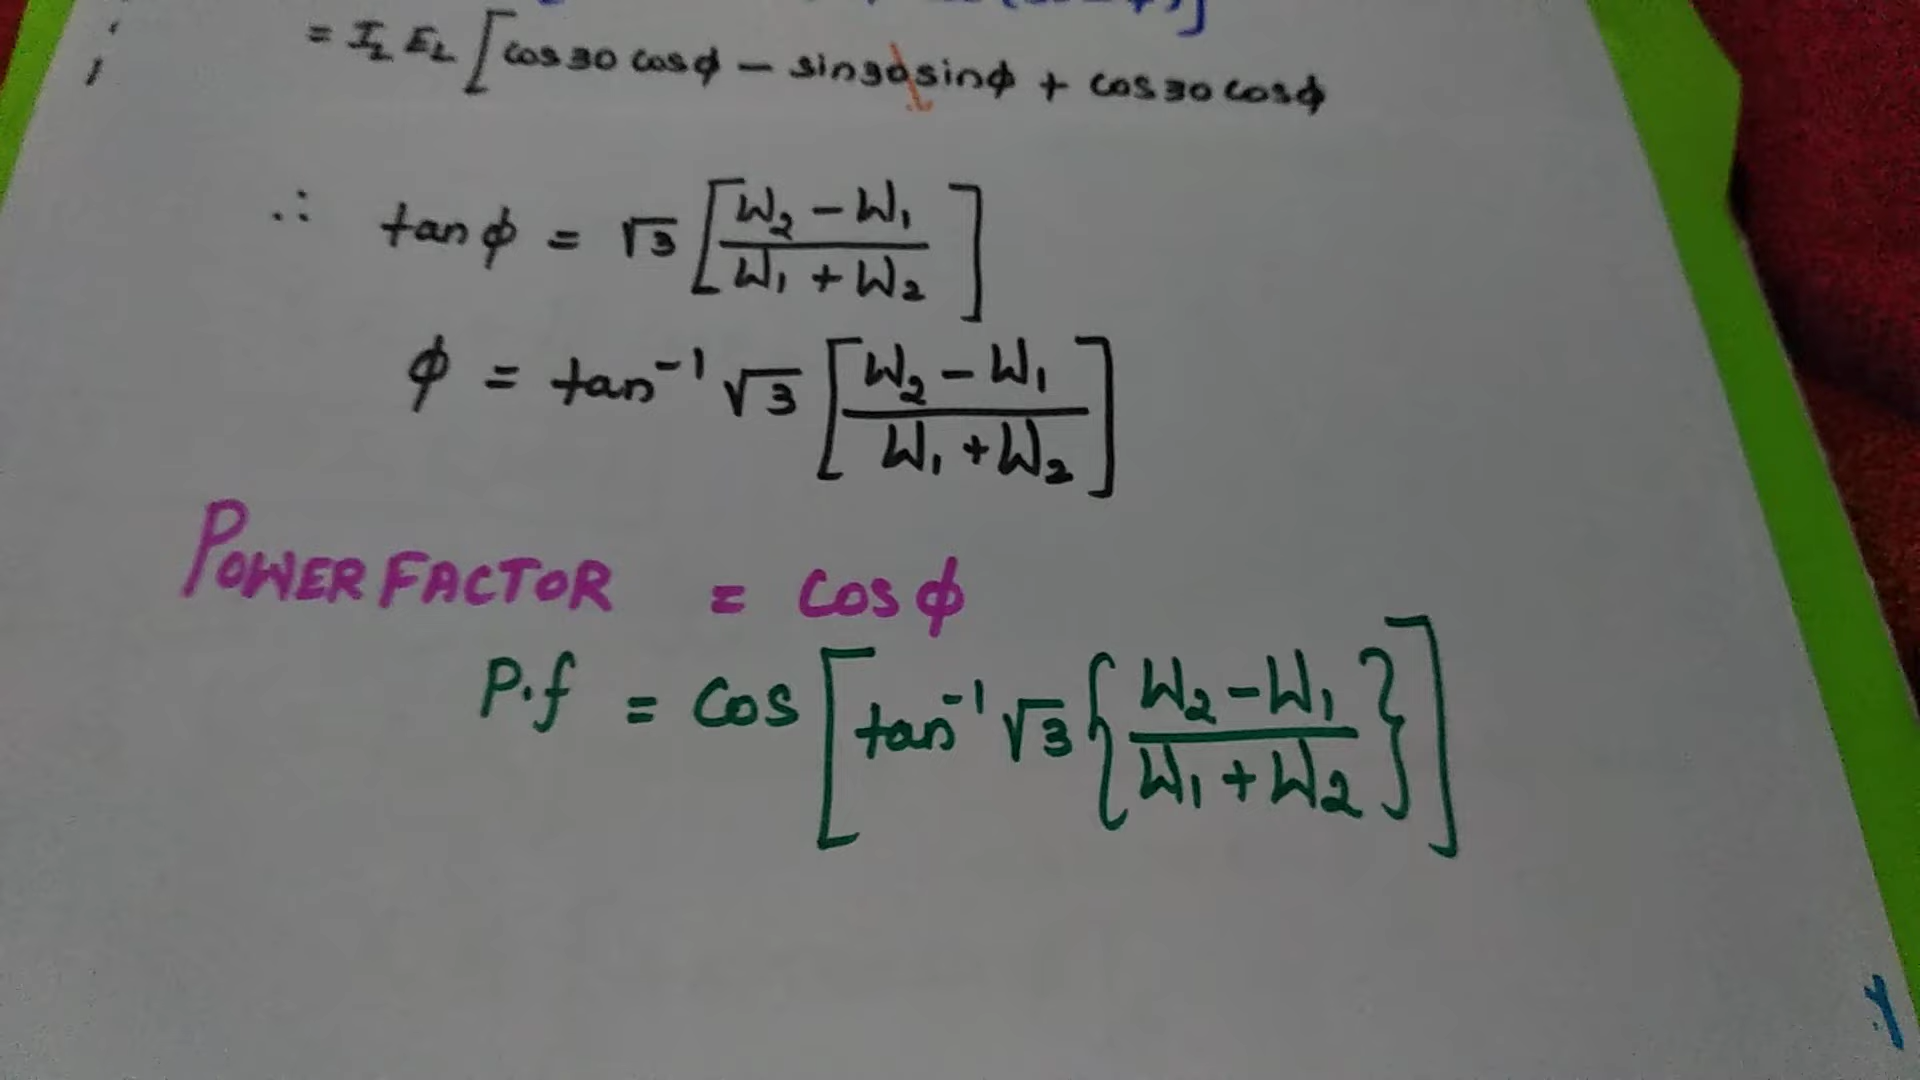 = I_L E_L [cos30 cosϕ − sin30 sinϕ + cos30 cosϕ
∴ tanϕ = √3 [(W₂ − W₁)/(W₁ + W₂)]
ϕ = tan⁻¹ √3 [(W₂ − W₁)/(W₁ + W₂)]
POWER FACTOR = cosϕ
P.f = cos [tan⁻¹ √3 {(W₂ − W₁)/(W₁ + W₂)}]